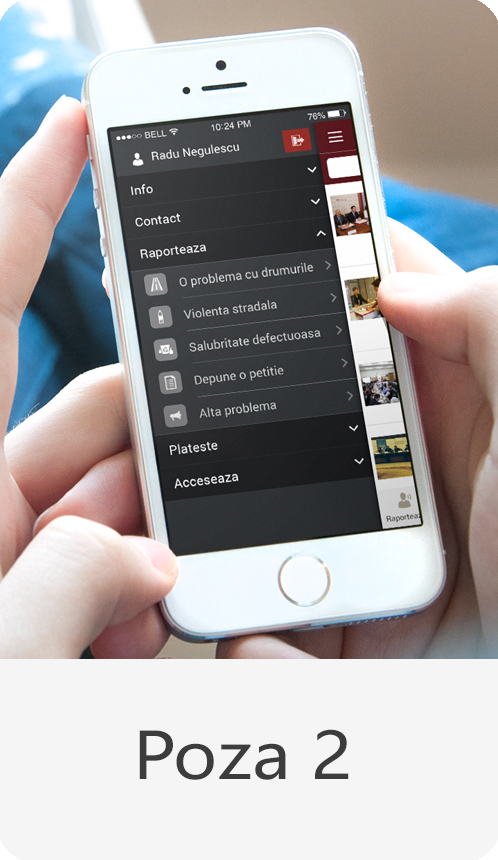 BELL 10:24 PM 76%
Radu Negulescu
Info
Contact
Raporteaza
O problema cu drumurile
Violenta stradala
Salubritate defectuoasa
Depune o petitie
Alta problema
Plateste
Acceseaza
Raporteaz
Poza 2